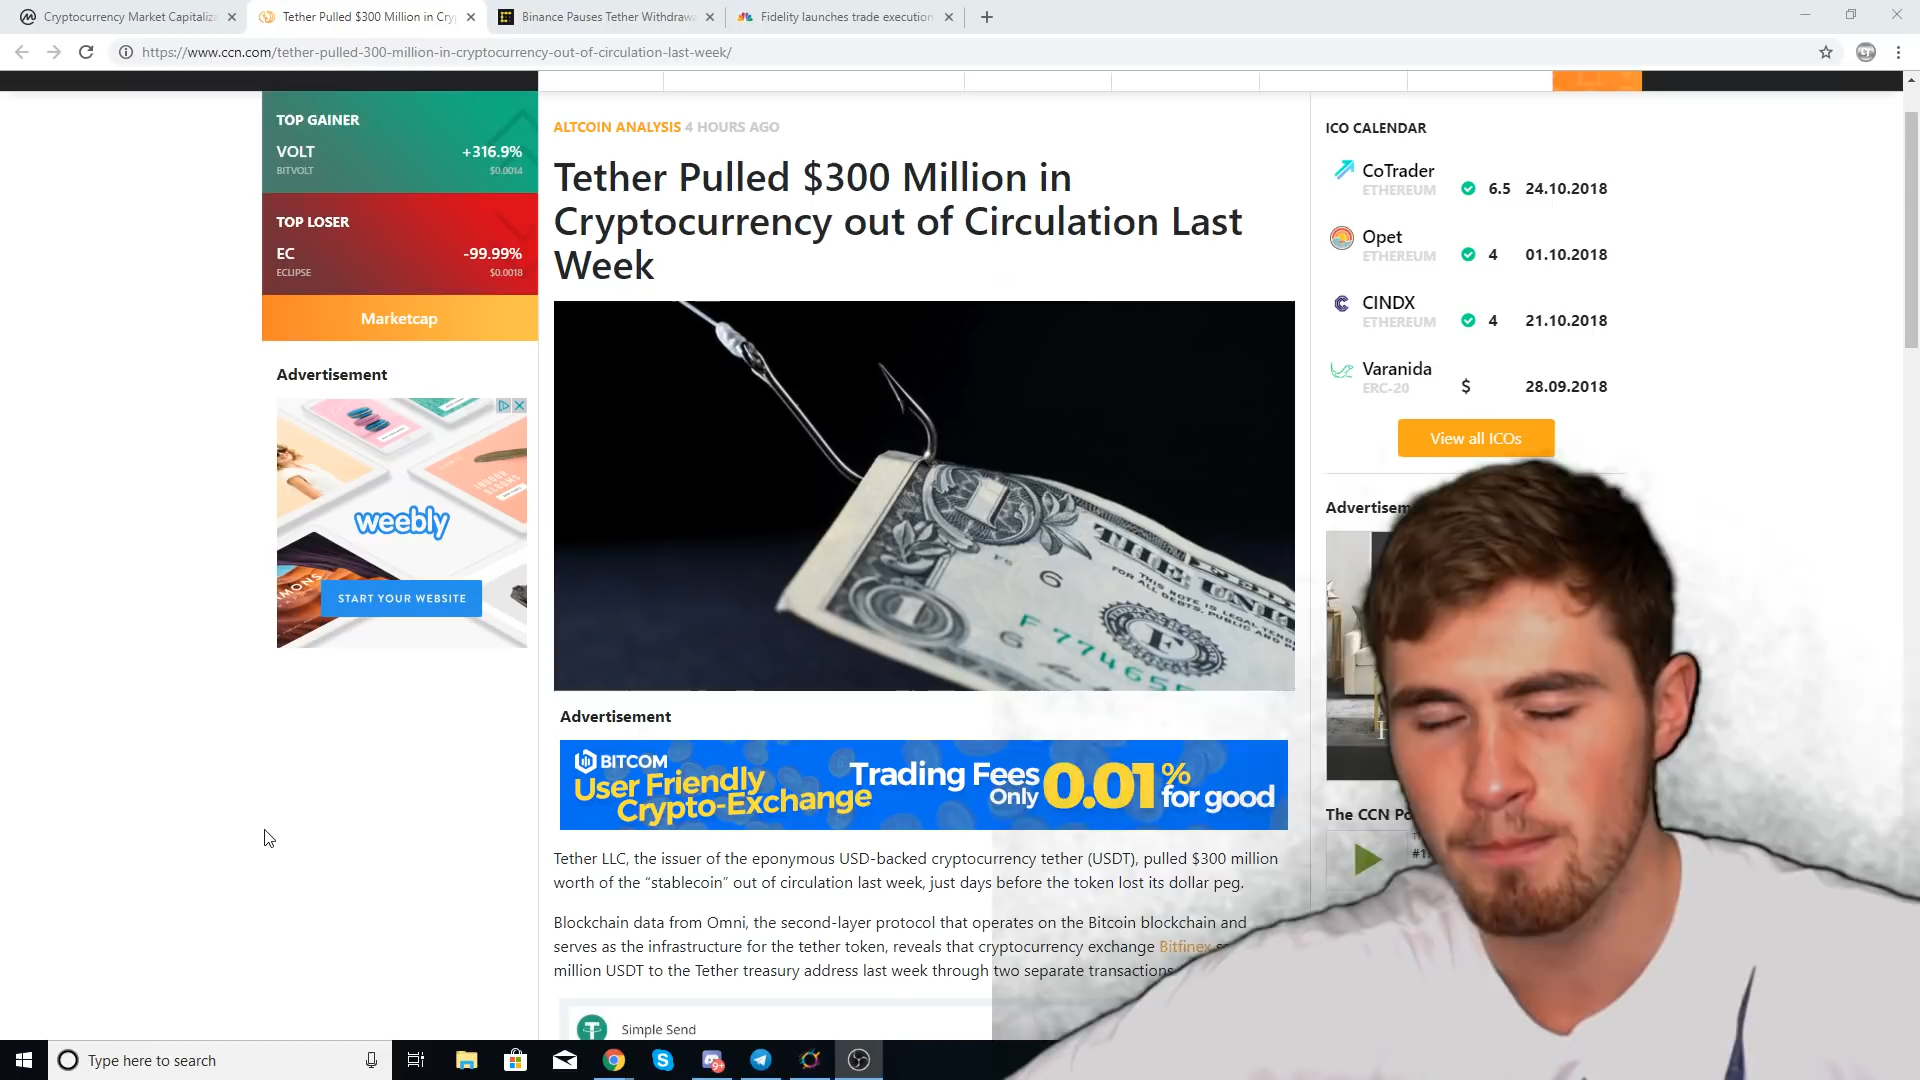 Cryptocurrency Market Capitaliza
Tether Pulled $300 Million in Cry
Binance Pauses Tether Withdrawa
Fidelity launches trade execution
https://www.ccn.com/tether-pulled-300-million-in-cryptocurrency-out-of-circulation-last-week/
TOP GAINER
VOLT +316.9%
BITVOLT $0.0014
TOP LOSER
EC -99.99%
ECLIPSE $0.0018
Marketcap
Advertisement
weebly
START YOUR WEBSITE
ALTCOIN ANALYSIS 4 HOURS AGO
Tether Pulled $300 Million in
Cryptocurrency out of Circulation Last
Week
THE UNITED
Advertisement
BITCOM
User Friendly
Crypto-Exchange
Trading Fees
Only 0.01% for good
Tether LLC, the issuer of the eponymous USD-backed cryptocurrency tether (USDT), pulled $300 million
worth of the “stablecoin” out of circulation last week, just days before the token lost its dollar peg.
Blockchain data from Omni, the second-layer protocol that operates on the Bitcoin blockchain and
serves as the infrastructure for the tether token, reveals that cryptocurrency exchange Bitfinex
million USDT to the Tether treasury address last week through two separate transactions.
Simple Send
ICO CALENDAR
CoTrader
ETHEREUM 6.5 24.10.2018
Opet
ETHEREUM 4 01.10.2018
CINDX
ETHEREUM 4 21.10.2018
Varanida
ERC-20 $ 28.09.2018
View all ICOs
Advertisem
The CCN Po
Type here to search